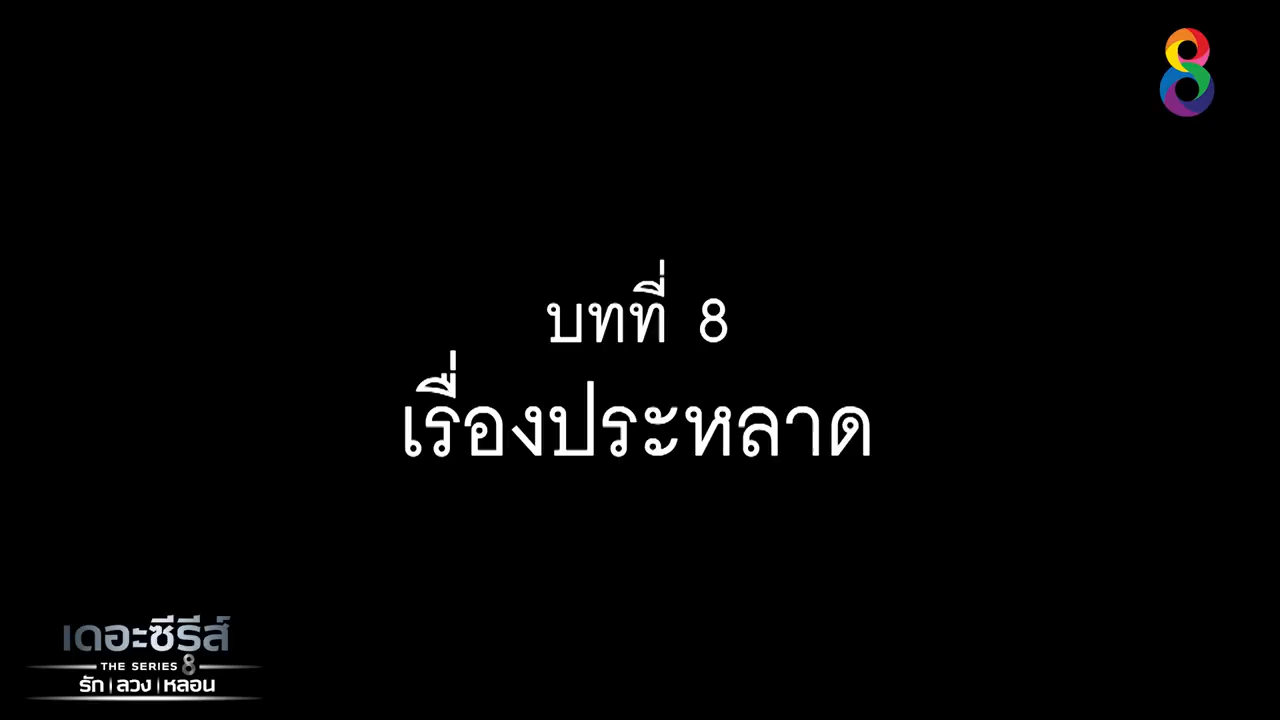 8
บทที่ 8
เรื่องประหลาด
เดอะซีรีส์
THE SERIES 8
รัก | ลวง | หลอน